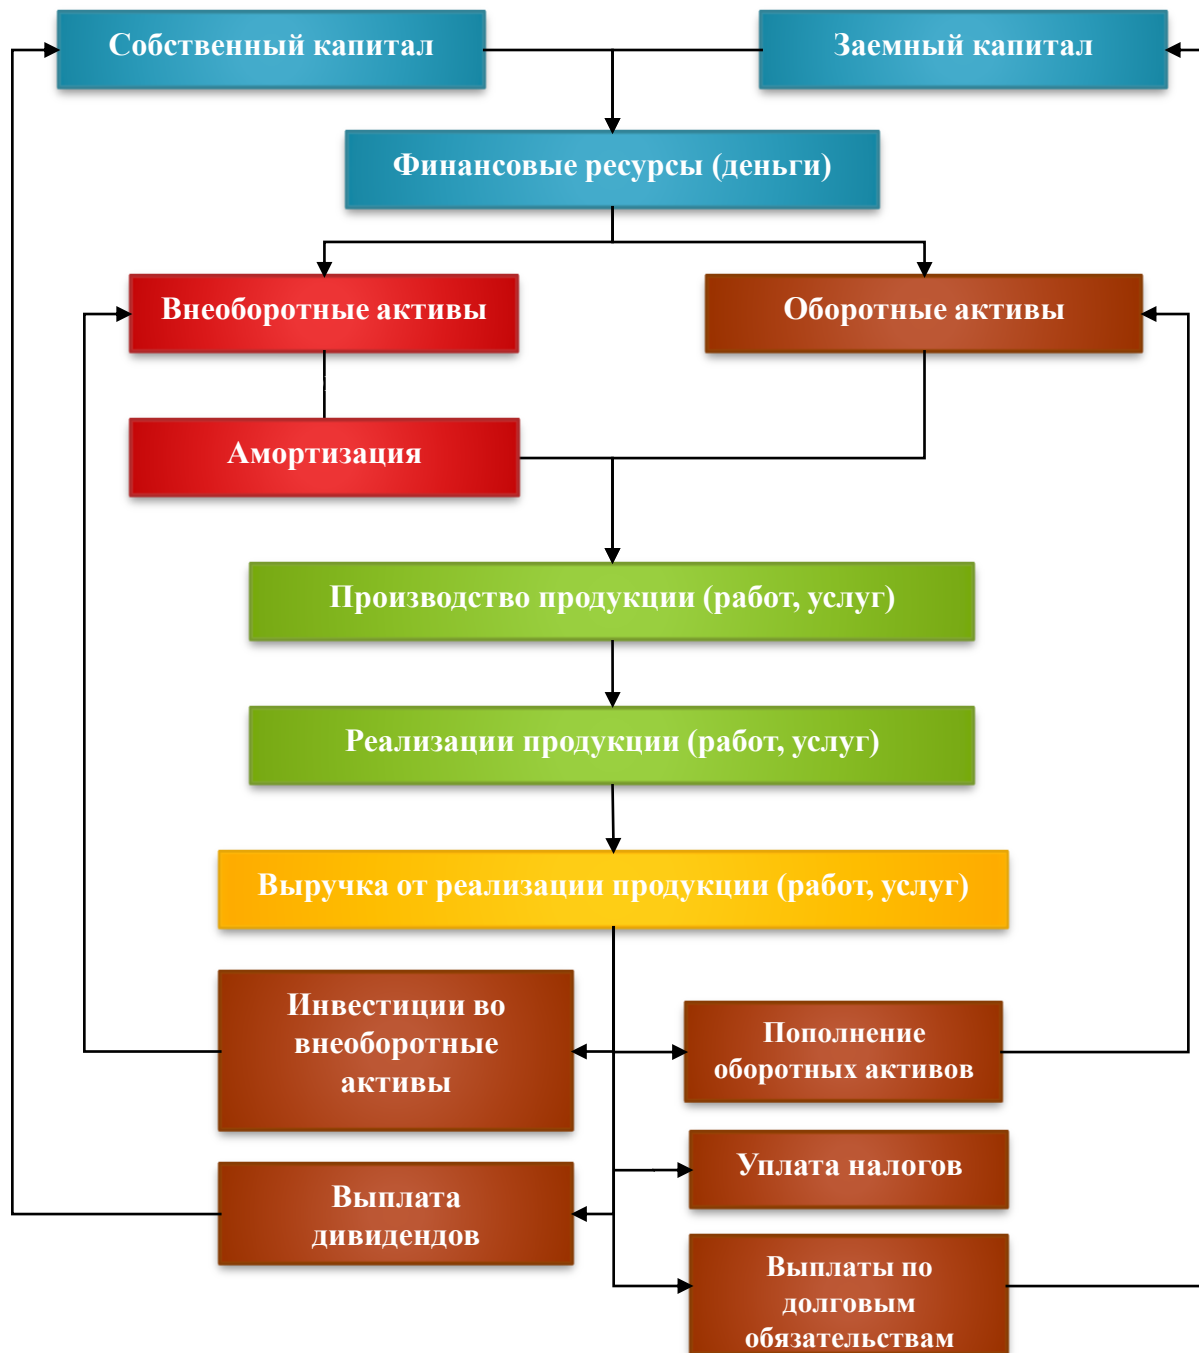 Собственный капитал
Заемный капитал
Финансовые ресурсы (деньги)
Внеоборотные активы
Оборотные активы
Амортизация
Производство продукции (работ, услуг)
Реализации продукции (работ, услуг)
Выручка от реализации продукции (работ, услуг)
Инвестиции во
внеоборотные
активы
Пополнение
оборотных активов
Уплата налогов
Выплата
дивидендов
Выплаты по
долговым
обязательствам